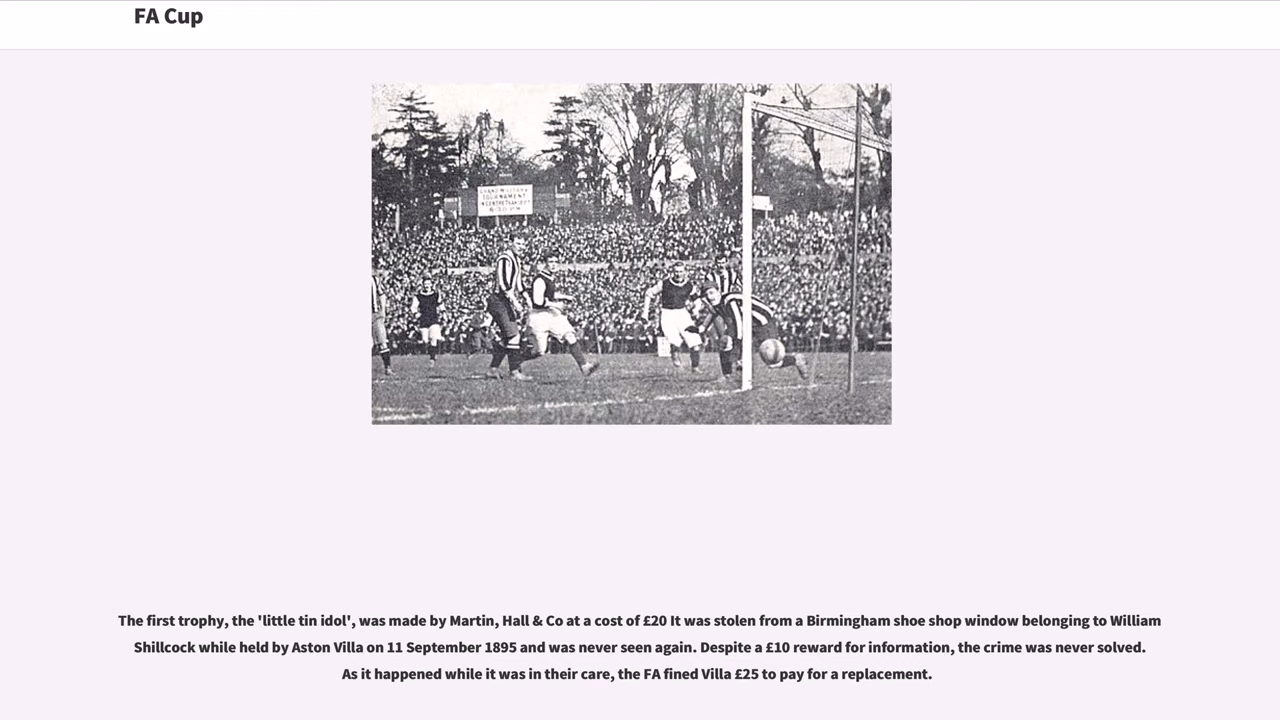 FA Cup
GRAND MILITARY
TOURNAMENT
The first trophy, the 'little tin idol', was made by Martin, Hall & Co at a cost of £20 It was stolen from a Birmingham shoe shop window belonging to William
Shillcock while held by Aston Villa on 11 September 1895 and was never seen again. Despite a £10 reward for information, the crime was never solved.
As it happened while it was in their care, the FA fined Villa £25 to pay for a replacement.